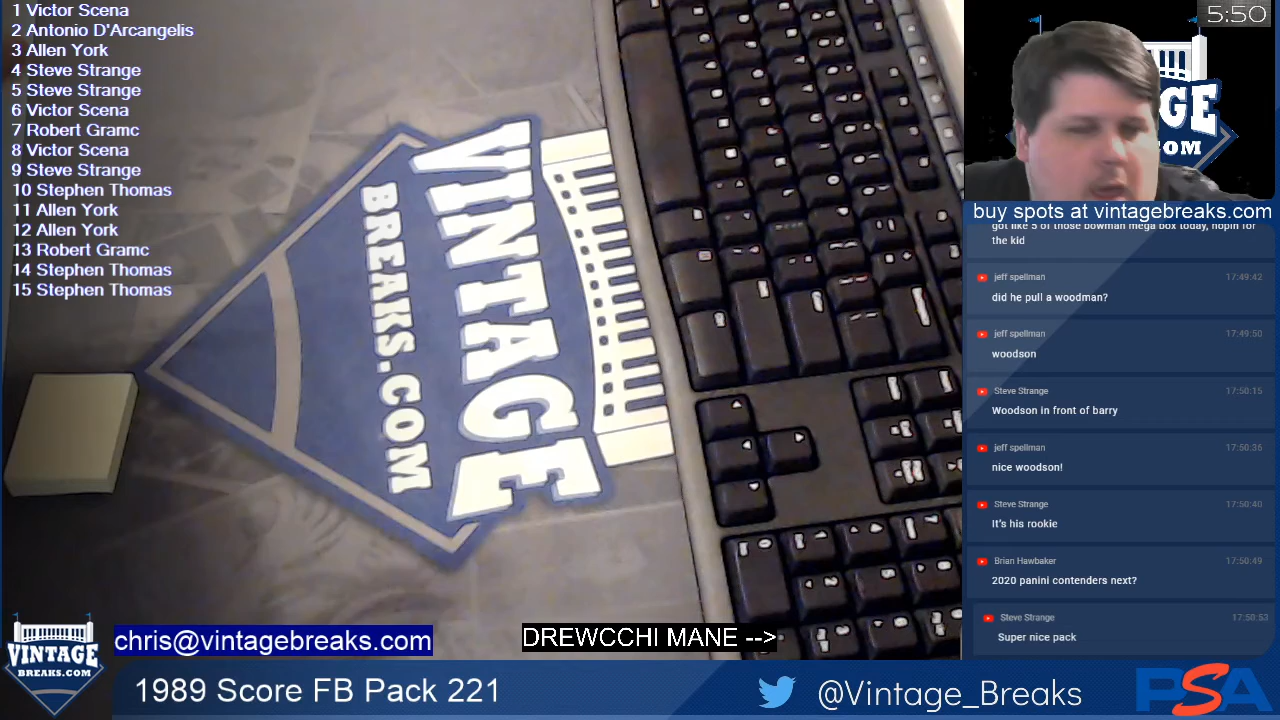 1 Victor Scena
2 Antonio D'Arcangelis
3 Allen York
4 Steve Strange
5 Steve Strange
6 Victor Scena
7 Robert Gramc
8 Victor Scena
9 Steve Strange
10 Stephen Thomas
11 Allen York
12 Allen York
13 Robert Gramc
14 Stephen Thomas
15 Stephen Thomas
VINTAGE
BREAKS.COM
5:50
buy spots at vintagebreaks.com
got like 5 of those bowman mega box today, hopin for
the kid
jeff spellman 17:49:42
did he pull a woodman?
jeff spellman 17:49:50
woodson
Steve Strange 17:50:15
Woodson in front of barry
jeff spellman 17:50:36
nice woodson!
Steve Strange 17:50:40
It's his rookie
Brian Hawbaker 17:50:49
2020 panini contenders next?
Steve Strange 17:50:53
Super nice pack
VINTAGE
BREAKS.COM
chris@vintagebreaks.com
DREWCCHI MANE -->
1989 Score FB Pack 221
@Vintage_Breaks
PSA